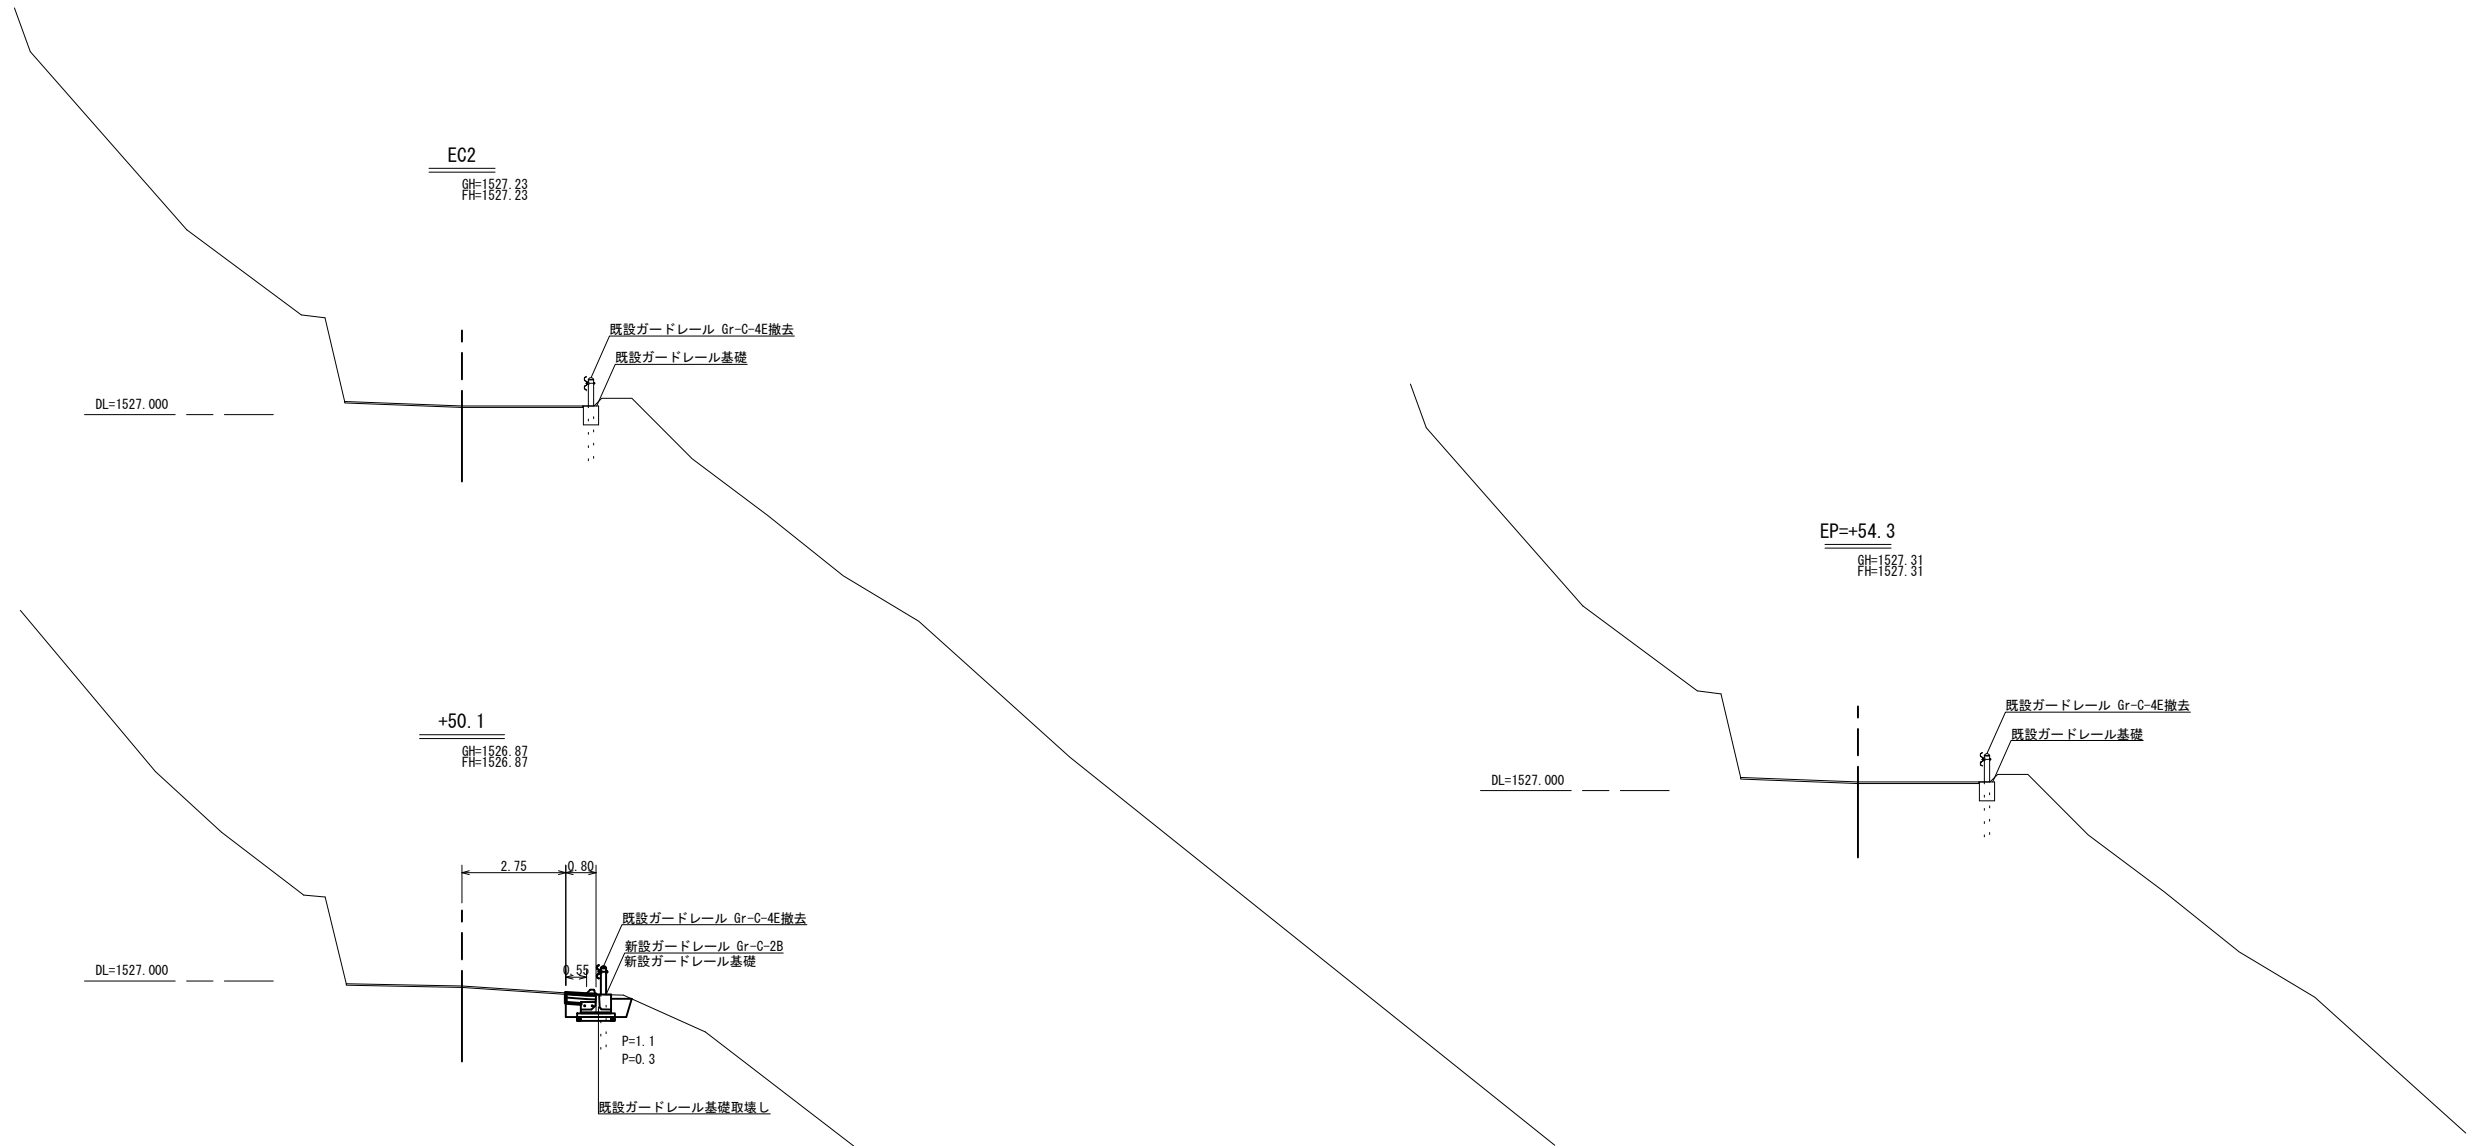 EC2
GH=1527.23
FH=1527.23
既設ガードレール Gr-C-4E撤去
既設ガードレール基礎
DL=1527.000
+50.1
GH=1526.87
FH=1526.87
2.75
0.80
既設ガードレール Gr-C-4E撤去
新設ガードレール Gr-C-2B
新設ガードレール基礎
0.55
DL=1527.000
P=1.1
P=0.3
既設ガードレール基礎取壊し
EP=+54.3
GH=1527.31
FH=1527.31
既設ガードレール Gr-C-4E撤去
既設ガードレール基礎
DL=1527.000